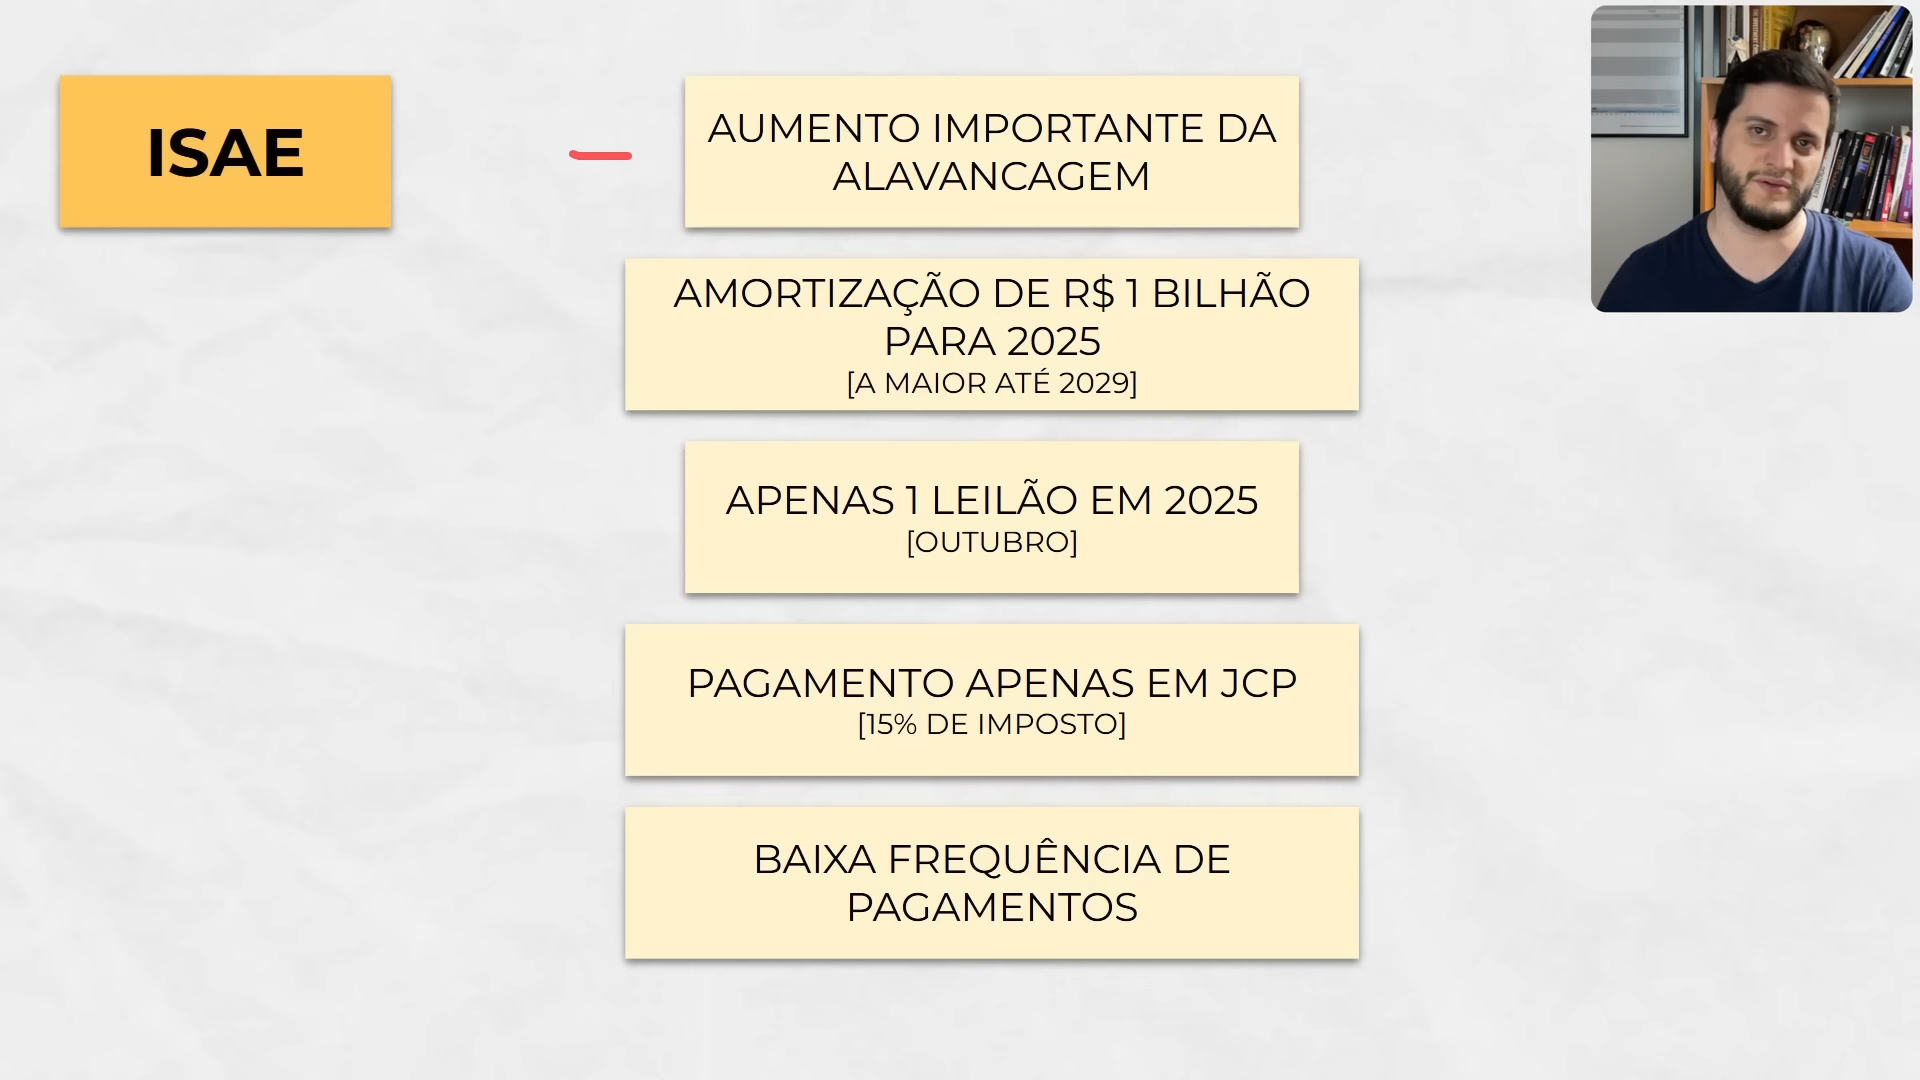 ISAE
AUMENTO IMPORTANTE DA
ALAVANCAGEM
AMORTIZAÇÃO DE R$ 1 BILHÃO
PARA 2025
[A MAIOR ATÉ 2029]
APENAS 1 LEILÃO EM 2025
[OUTUBRO]
PAGAMENTO APENAS EM JCP
[15% DE IMPOSTO]
BAIXA FREQUÊNCIA DE
PAGAMENTOS